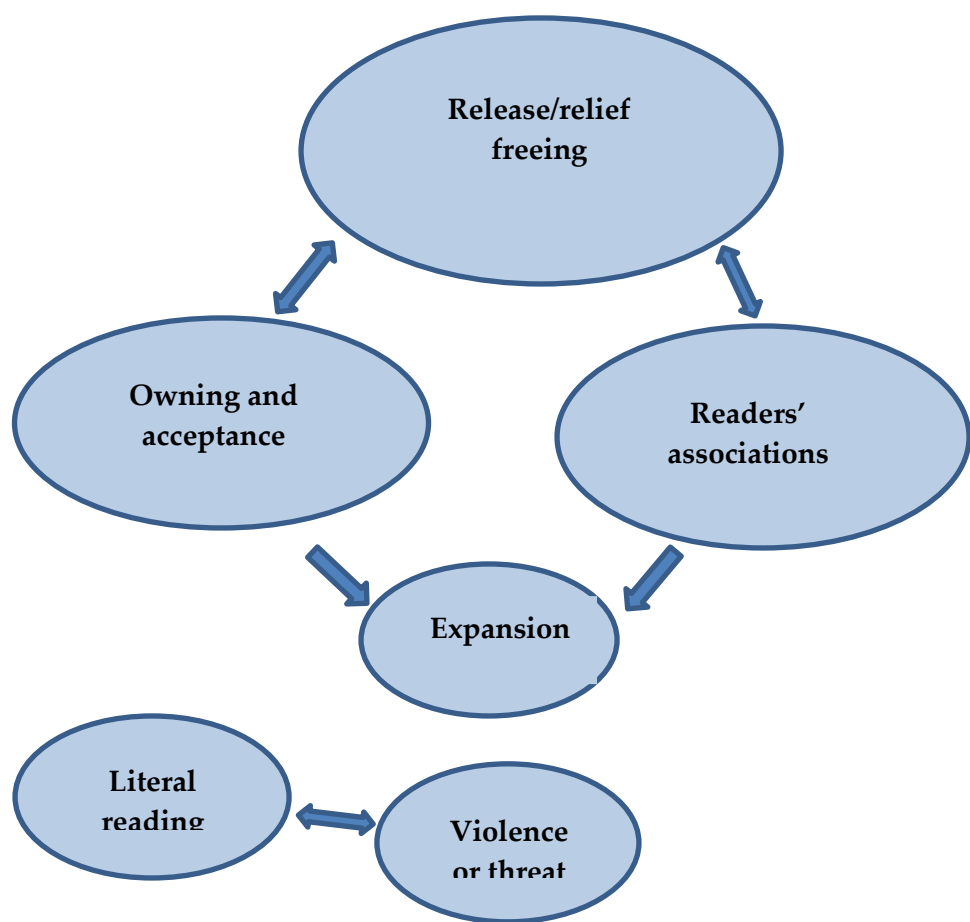 Release/relief
freeing
Owning and
acceptance
Readers’
associations
Expansion
Literal
reading
Violence
or threat